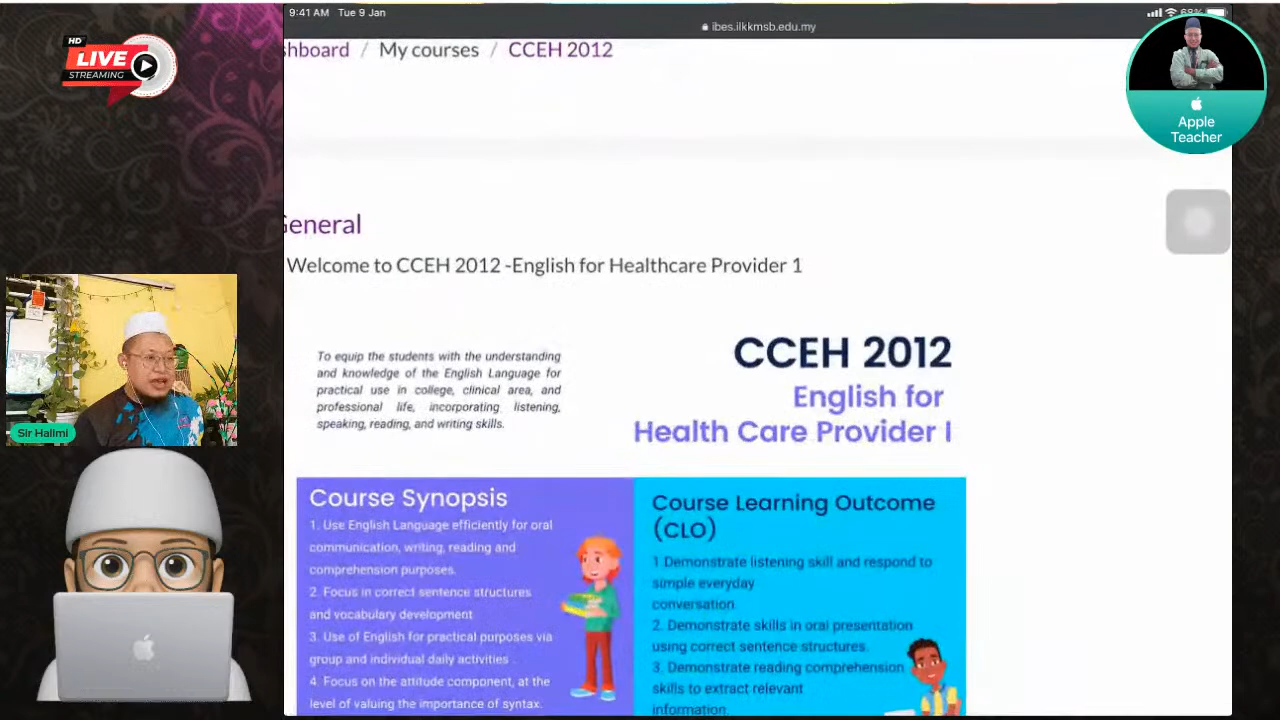 9:41 AM Tue 9 Jan
ibes.ilkkmsb.edu.my
68%
HD
LIVE
STREAMING
shboard / My courses / CCEH 2012
Apple
Teacher
General
Welcome to CCEH 2012 -English for Healthcare Provider 1
To equip the students with the understanding
and knowledge of the English Language for
practical use in college, clinical area, and
professional life, incorporating listening,
speaking, reading, and writing skills.
CCEH 2012
English for
Health Care Provider I
Sir Halimi
Course Synopsis
1. Use English Language efficiently for oral
communication, writing, reading and
comprehension purposes.
2. Focus in correct sentence structures
and vocabulary development
3. Use of English for practical purposes via
group and individual daily activities .
4. Focus on the attitude component, at the
level of valuing the importance of syntax.
Course Learning Outcome
(CLO)
1 Demonstrate listening skill and respond to
simple everyday
conversation.
2. Demonstrate skills in oral presentation
using correct sentence structures.
3. Demonstrate reading comprehension
skills to extract relevant
information.